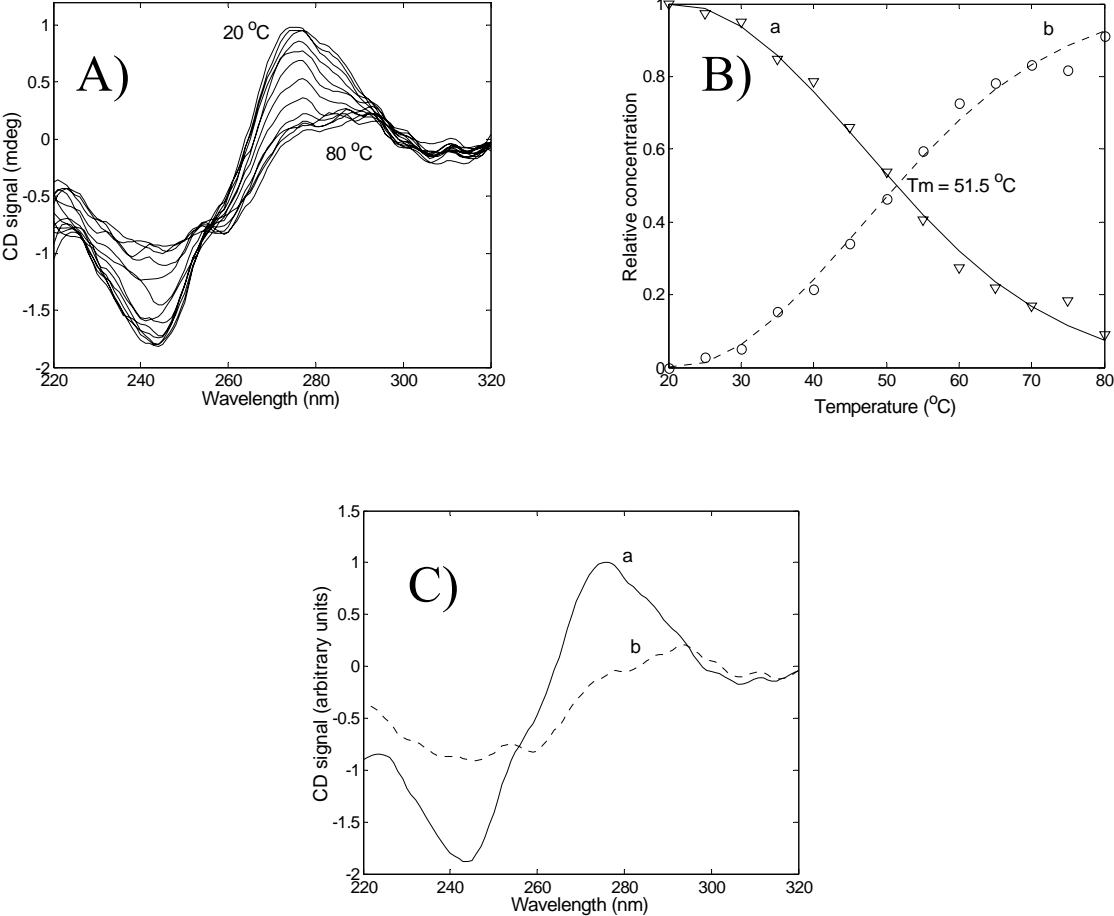 A)
20 °C
80 °C
1
0.5
0
-0.5
-1
-1.5
-2
220 240 260 280 300 320
CD signal (mdeg)
Wavelength (nm)
B)
a
b
Tm = 51.5 °C
1
0.8
0.6
0.4
0.2
0
20 30 40 50 60 70 80
Relative concentration
Temperature (°C)
C)
a
b
1.5
1
0.5
0
-0.5
-1
-1.5
-2
220 240 260 280 300 320
CD signal (arbitrary units)
Wavelength (nm)